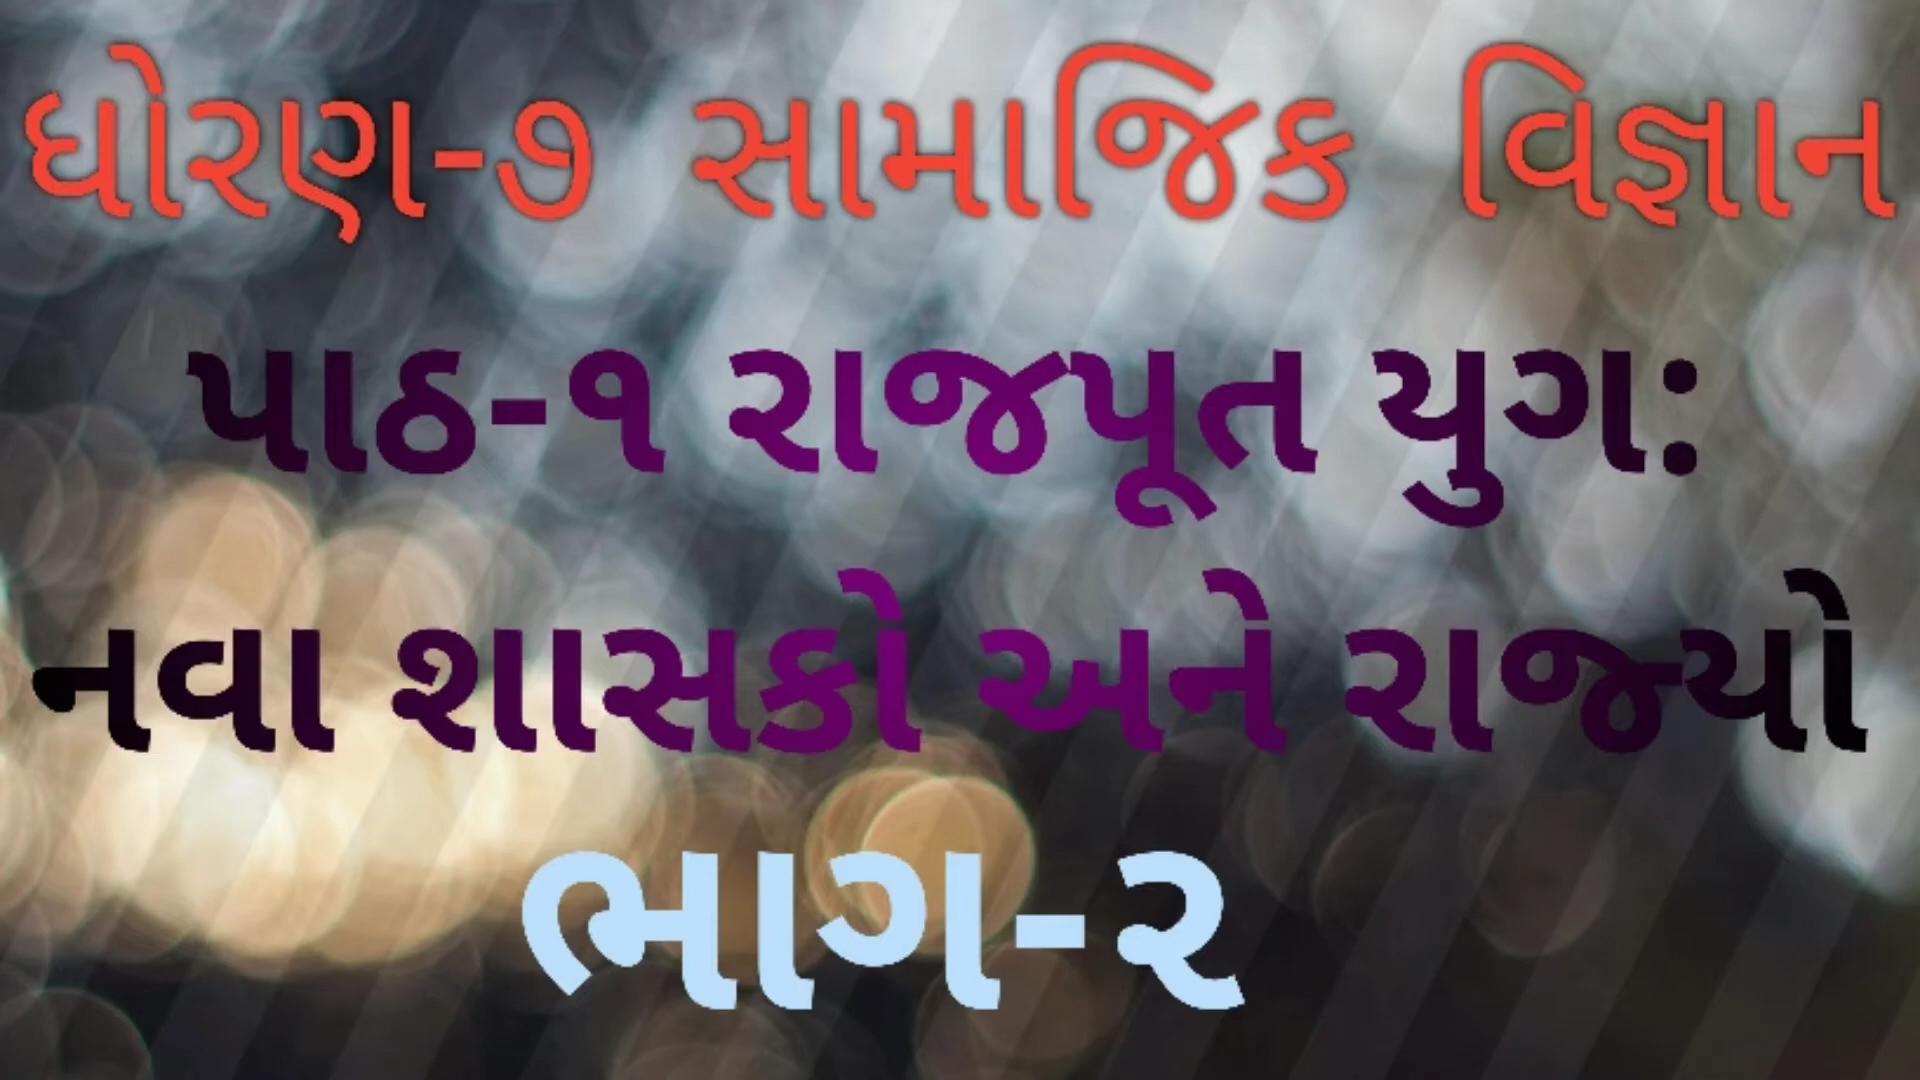 ધોરણ-૭ સામાજિક વિજ્ઞાન
પાઠ-૧ રાજપૂત યુગ:
નવા શાસકો અને રાજ્યો
ભાગ-૨